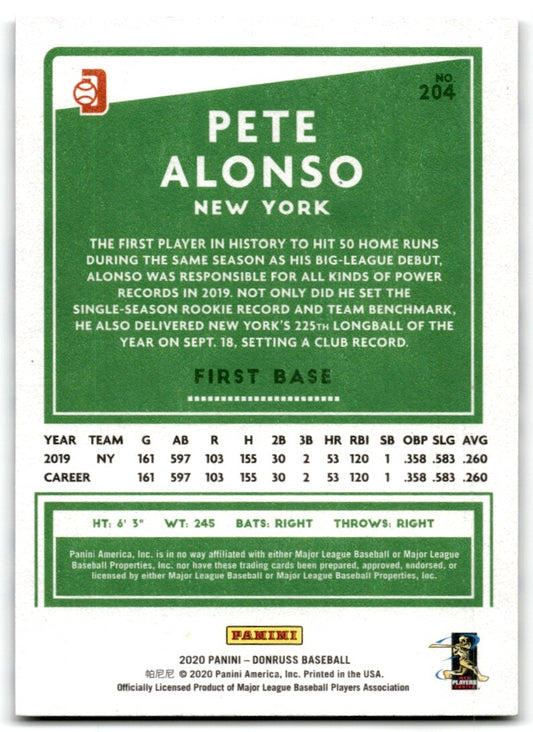 NO.
204
PETE
ALONSO
NEW YORK
THE FIRST PLAYER IN HISTORY TO HIT 50 HOME RUNS
DURING THE SAME SEASON AS HIS BIG-LEAGUE DEBUT,
ALONSO WAS RESPONSIBLE FOR ALL KINDS OF POWER
RECORDS IN 2019. NOT ONLY DID HE SET THE
SINGLE-SEASON ROOKIE RECORD AND TEAM BENCHMARK,
HE ALSO DELIVERED NEW YORK'S 225TH LONGBALL OF THE
YEAR ON SEPT. 18, SETTING A CLUB RECORD.
FIRST BASE
YEAR TEAM G AB R H 2B 3B HR RBI SB OBP SLG AVG
2019 NY 161 597 103 155 30 2 53 120 1 .358 .583 .260
CAREER 161 597 103 155 30 2 53 120 1 .358 .583 .260
HT: 6' 3" WT: 245 BATS: RIGHT THROWS: RIGHT
Panini America, Inc. is in no way affiliated with either Major League Baseball or Major League
Baseball Properties, Inc. nor have these trading cards been prepared, approved, endorsed, or
licensed by either Major League Baseball or Major League Baseball Properties, Inc.
PANINI
2020 PANINI – DONRUSS BASEBALL
帕尼尼 © 2020 Panini America, Inc. Printed in the USA.
Officially Licensed Product of Major League Baseball Players Association
PLAYERS